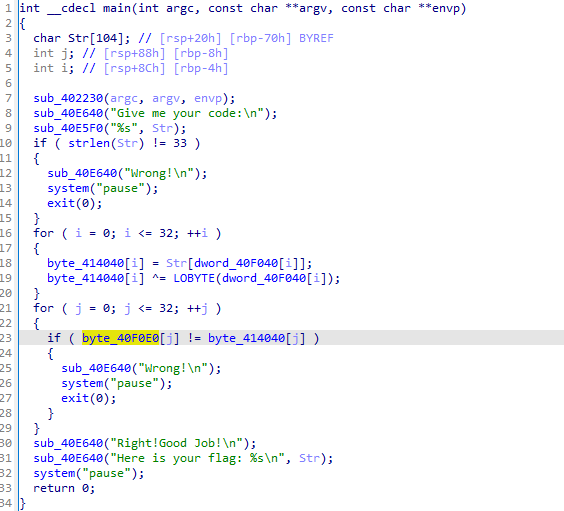 1 int __cdecl main(int argc, const char **argv, const char **envp)
2 {
3 char Str[104]; // [rsp+20h] [rbp-70h] BYREF
4 int j; // [rsp+88h] [rbp-8h]
5 int i; // [rsp+8Ch] [rbp-4h]
6
7 sub_402230(argc, argv, envp);
8 sub_40E640("Give me your code:\n");
9 sub_40E5F0("%s", Str);
10 if ( strlen(Str) != 33 )
11 {
12 sub_40E640("Wrong!\n");
13 system("pause");
14 exit(0);
15 }
16 for ( i = 0; i <= 32; ++i )
17 {
18 byte_414040[i] = Str[dword_40F040[i]];
19 byte_414040[i] ^= LOBYTE(dword_40F040[i]);
20 }
21 for ( j = 0; j <= 32; ++j )
22 {
23 if ( byte_40F0E0[j] != byte_414040[j] )
24 {
25 sub_40E640("Wrong!\n");
26 system("pause");
27 exit(0);
28 }
29 }
30 sub_40E640("Right!Good Job!\n");
31 sub_40E640("Here is your flag: %s\n", Str);
32 system("pause");
33 return 0;
34 }